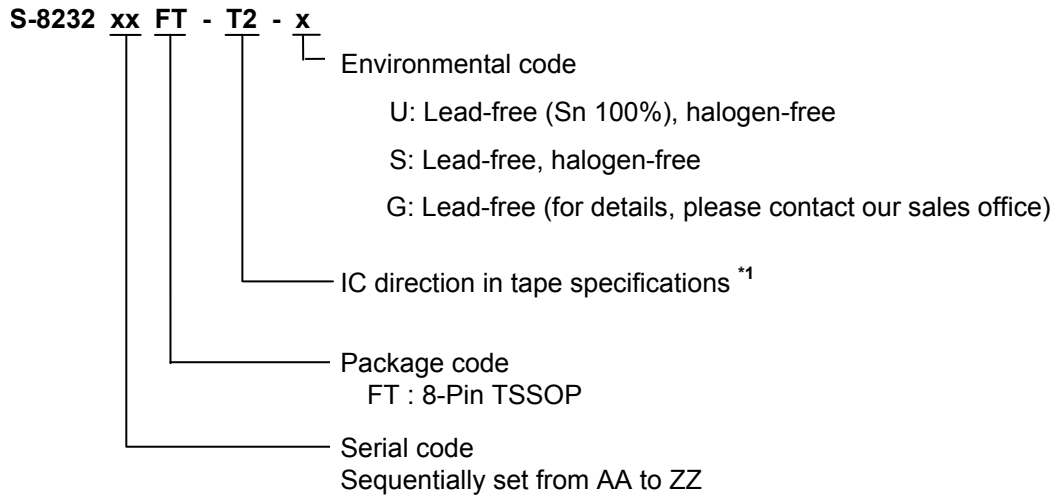 S-8232 xx FT - T2 - x
Environmental code
U: Lead-free (Sn 100%), halogen-free
S: Lead-free, halogen-free
G: Lead-free (for details, please contact our sales office)
IC direction in tape specifications *1
Package code
FT : 8-Pin TSSOP
Serial code
Sequentially set from AA to ZZ